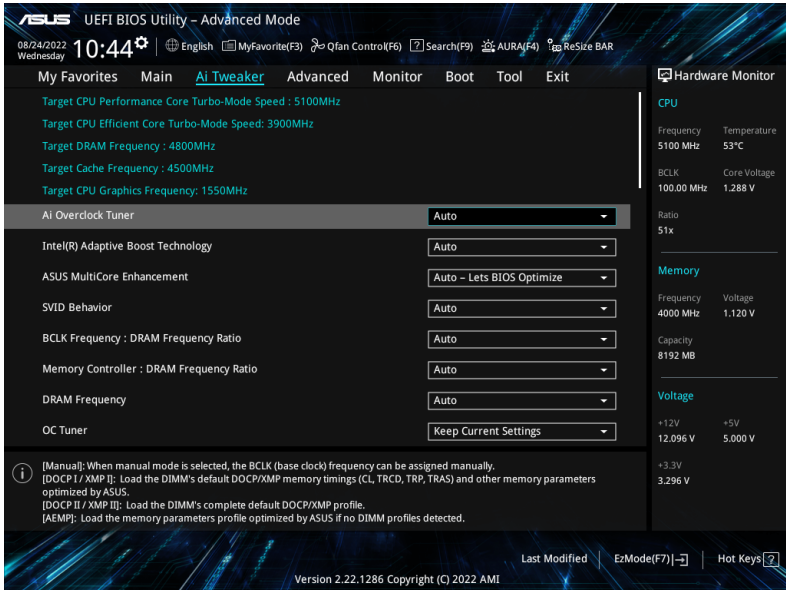 ASUS UEFI BIOS Utility – Advanced Mode
08/24/2022
Wednesday
10:44
English
MyFavorite(F3)
Qfan Control(F6)
? Search(F9)
AURA(F4)
ReSize BAR
My Favorites
Main
Ai Tweaker
Advanced
Monitor
Boot
Tool
Exit
Target CPU Performance Core Turbo-Mode Speed : 5100MHz
Target CPU Efficient Core Turbo-Mode Speed: 3900MHz
Target DRAM Frequency : 4800MHz
Target Cache Frequency : 4500MHz
Target CPU Graphics Frequency: 1550MHz
Ai Overclock Tuner Auto
Intel(R) Adaptive Boost Technology Auto
ASUS MultiCore Enhancement Auto – Lets BIOS Optimize
SVID Behavior Auto
BCLK Frequency : DRAM Frequency Ratio Auto
Memory Controller : DRAM Frequency Ratio Auto
DRAM Frequency Auto
OC Tuner Keep Current Settings
[Manual]: When manual mode is selected, the BCLK (base clock) frequency can be assigned manually.
[DOCP I / XMP I]: Load the DIMM's default DOCP/XMP memory timings (CL, TRCD, TRP,
TRAS) and other memory parameters
optimized by ASUS.
[DOCP II / XMP II]: Load the DIMM's complete default DOCP/XMP profile.
[AEMP]: Load the memory parameters profile optimized by ASUS if no DIMM profiles
detected.
Hardware Monitor
CPU
Frequency Temperature
5100 MHz 53°C
BCLK Core Voltage
100.00 MHz 1.288 V
Ratio
51x
Memory
Frequency Voltage
4000 MHz 1.120 V
Capacity
8192 MB
Voltage
+12V +5V
12.096 V 5.000 V
+3.3V
3.296 V
Last Modified
EzMode(F7)
Hot Keys ?
Version 2.22.1286 Copyright (C) 2022 AMI